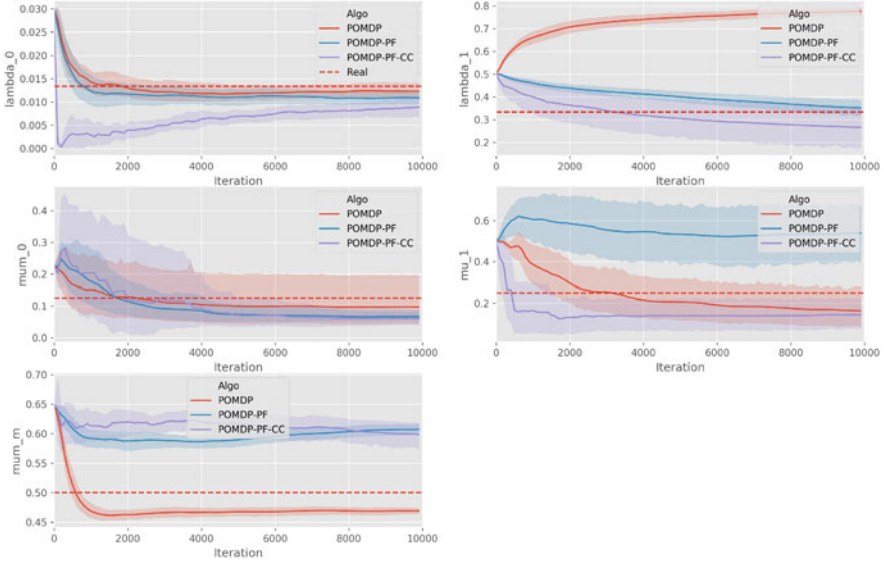 0.030
0.025
0.020
0.015
0.010
0.005
0.000
lambda_0
Algo
POMDP
POMDP-PF
POMDP-PF-CC
Real
0 2000 4000 6000 8000 10000
Iteration
0.8
0.7
0.6
0.5
0.4
0.3
0.2
lambda_1
Algo
POMDP
POMDP-PF
POMDP-PF-CC
0 2000 4000 6000 8000 10000
Iteration
0.4
0.3
0.2
0.1
0.0
mum_0
Algo
POMDP
POMDP-PF
POMDP-PF-CC
0 2000 4000 6000 8000 10000
Iteration
0.6
0.4
0.2
mu_1
Algo
POMDP
POMDP-PF
POMDP-PF-CC
0 2000 4000 6000 8000 10000
Iteration
0.70
0.65
0.60
0.55
0.50
0.45
mum_m
Algo
POMDP
POMDP-PF
POMDP-PF-CC
0 2000 4000 6000 8000 10000
Iteration